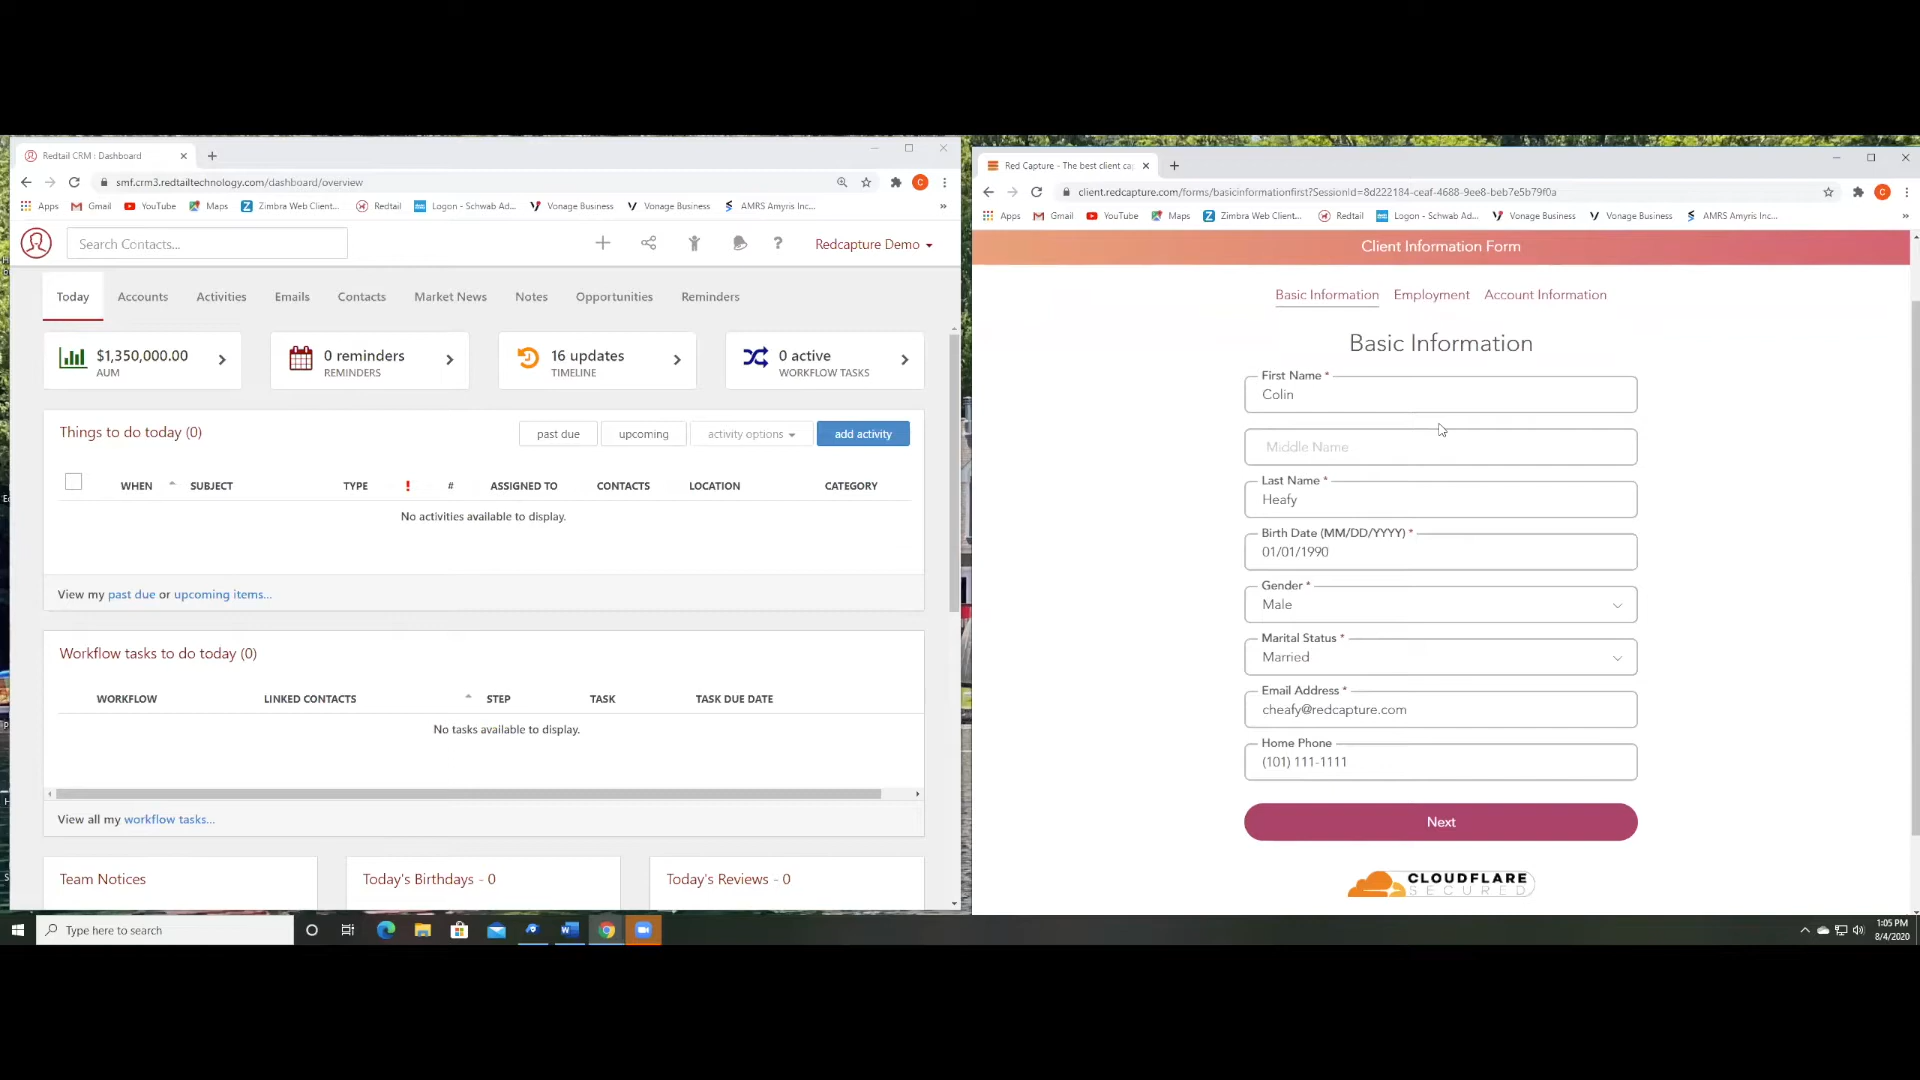 Redtail CRM : Dashboard
smf.crm3.redtailtechnology.com/dashboard/overview
Apps Gmail YouTube Maps Zimbra Web Client... Redtail Logon - Schwab Ad... Vonage Business Vonage Business AMRS Amyris Inc... »
Search Contacts...
Redcapture Demo
Today Accounts Activities Emails Contacts Market News Notes Opportunities Reminders
$1,350,000.00
AUM
0 reminders
REMINDERS
16 updates
TIMELINE
0 active
WORKFLOW TASKS
Things to do today (0)
past due upcoming activity options add activity
WHEN SUBJECT TYPE ! # ASSIGNED TO CONTACTS LOCATION CATEGORY
No activities available to display.
View my past due or upcoming items...
Workflow tasks to do today (0)
WORKFLOW LINKED CONTACTS STEP TASK TASK DUE DATE
No tasks available to display.
View all my workflow tasks...
Team Notices
Today's Birthdays - 0
Today's Reviews - 0
Red Capture - The best client ca
client.redcapture.com/forms/basicinformationfirst?SessionId=8d222184-ceaf-4688-9ee8-beb7e5b79f0a
Apps Gmail YouTube Maps Zimbra Web Client... Redtail Logon - Schwab Ad... Vonage Business Vonage Business AMRS Amyris Inc... »
Client Information Form
Basic Information Employment Account Information
Basic Information
First Name *
Colin
Middle Name
Last Name *
Heafy
Birth Date (MM/DD/YYYY) *
01/01/1990
Gender *
Male
Marital Status *
Married
Email Address *
cheafy@redcapture.com
Home Phone
(101) 111-1111
Next
CLOUDFLARE
SECURED
Type here to search
1:05 PM
8/4/2020